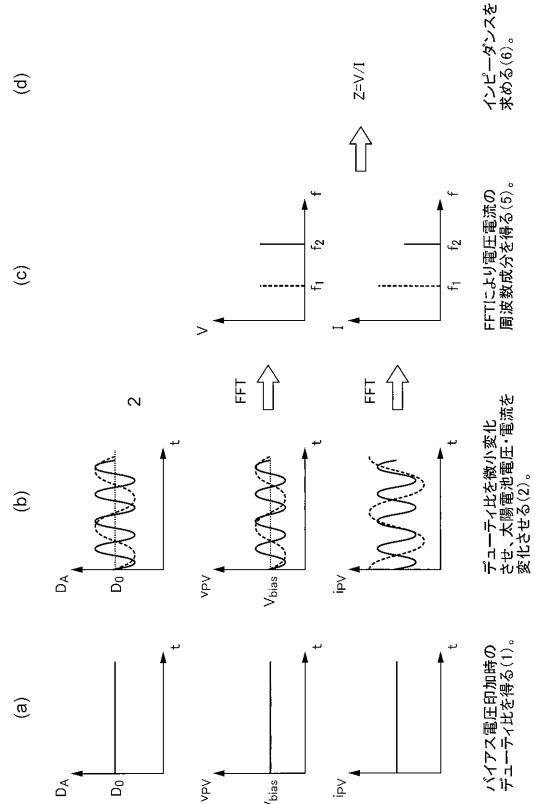 (a)
D_A
D_0
t
v_PV
V_bias
t
i_PV
t
バイアス電圧印加時の
デューティ比を得る(1)。
(b)
D_A
D_0
t
2
v_PV
V_bias
t
i_PV
t
デューティ比を微小変化
させ、太陽電池電圧・電流を
変化させる(2)。
FFT
FFT
(c)
V
f_1
f_2
f
I
f_1
f_2
f
FFTにより電圧電流の
周波数成分を得る(5)。
(d)
Z=V/I
インピーダンスを
求める(6)。